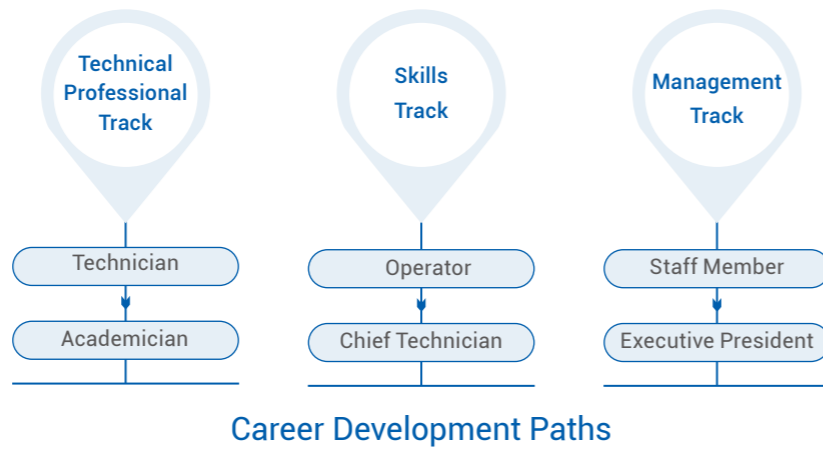 Technical
Professional
Track
Skills
Track
Management
Track
Technician
Operator
Staff Member
Academician
Chief Technician
Executive President
Career Development Paths